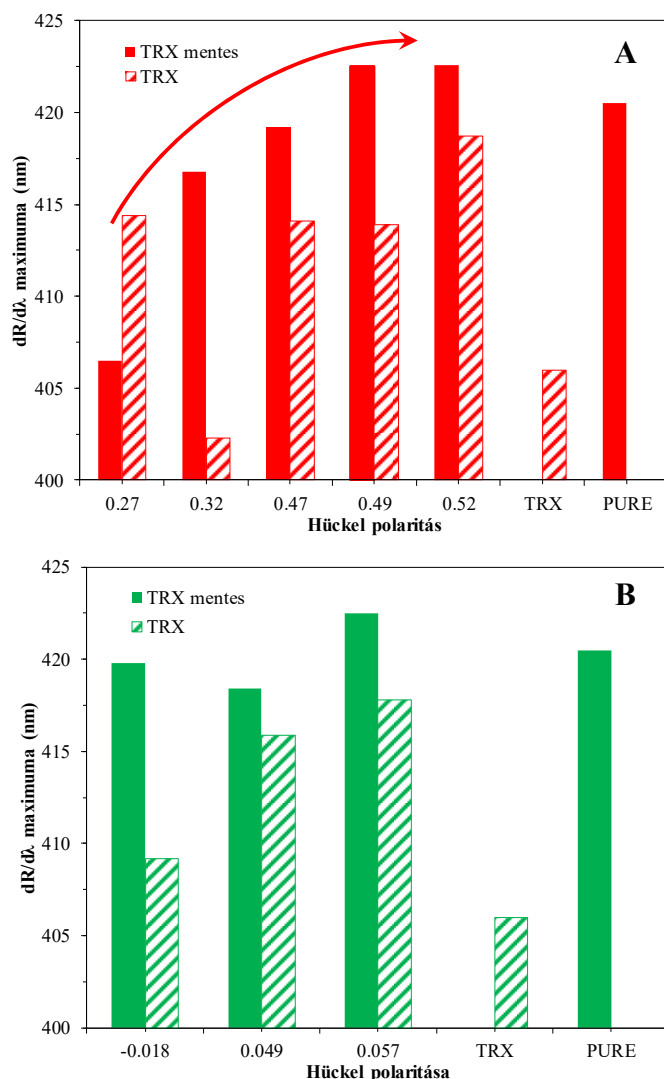 425
420
415
410
405
400
dR/dλ maximuma (nm)
TRX mentes
TRX
A
0.27 0.32 0.47 0.49 0.52 TRX PURE
Hückel polaritás
425
420
415
410
405
400
dR/dλ maximuma (nm)
TRX mentes
TRX
B
-0.018 0.049 0.057 TRX PURE
Hückel polaritása